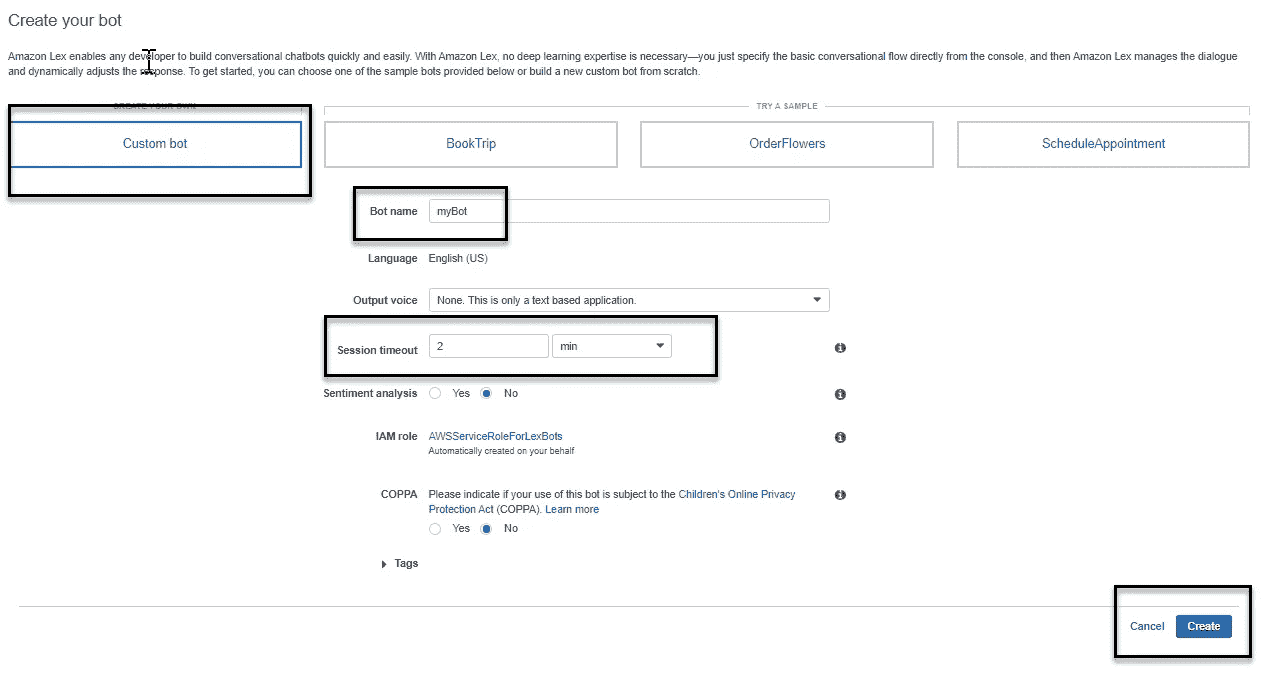 Create your bot
Amazon Lex enables any developer to build conversational chatbots quickly and easily. With Amazon Lex, no deep learning expertise is necessary—you just specify the basic conversational flow directly from the console, and then Amazon Lex manages the dialogue
and dynamically adjusts the response. To get started, you can choose one of the sample bots provided below or build a new custom bot from scratch.
CREATE YOUR OWN
TRY A SAMPLE
Custom bot
BookTrip
OrderFlowers
ScheduleAppointment
Bot name myBot
Language English (US)
Output voice None. This is only a text based application.
Session timeout 2 min
Sentiment analysis Yes No
IAM role AWSServiceRoleForLexBots
Automatically created on your behalf
COPPA Please indicate if your use of this bot is subject to the Children's Online Privacy
Protection Act (COPPA). Learn more
Yes No
Tags
Cancel Create